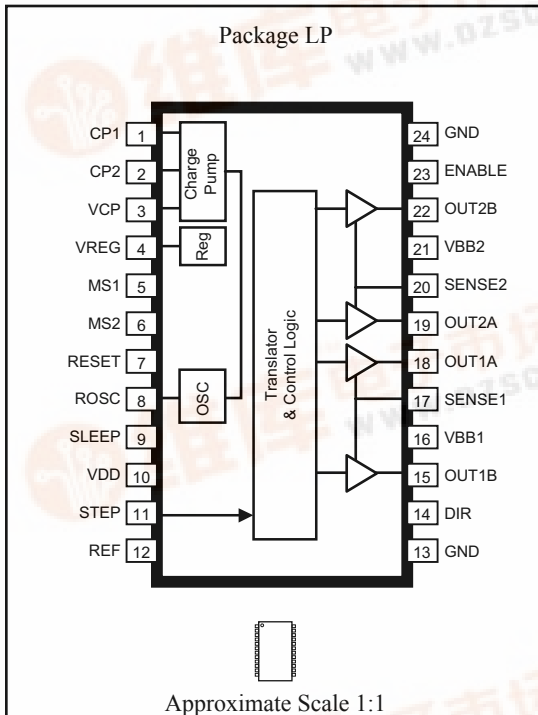 Package LP
CP1 1
CP2 2
VCP 3
VREG 4
MS1 5
MS2 6
RESET 7
ROSC 8
SLEEP 9
VDD 10
STEP 11
REF 12
Charge
Pump
Reg
OSC
Translator
& Control Logic
24 GND
23 ENABLE
22 OUT2B
21 VBB2
20 SENSE2
19 OUT2A
18 OUT1A
17 SENSE1
16 VBB1
15 OUT1B
14 DIR
13 GND
Approximate Scale 1:1